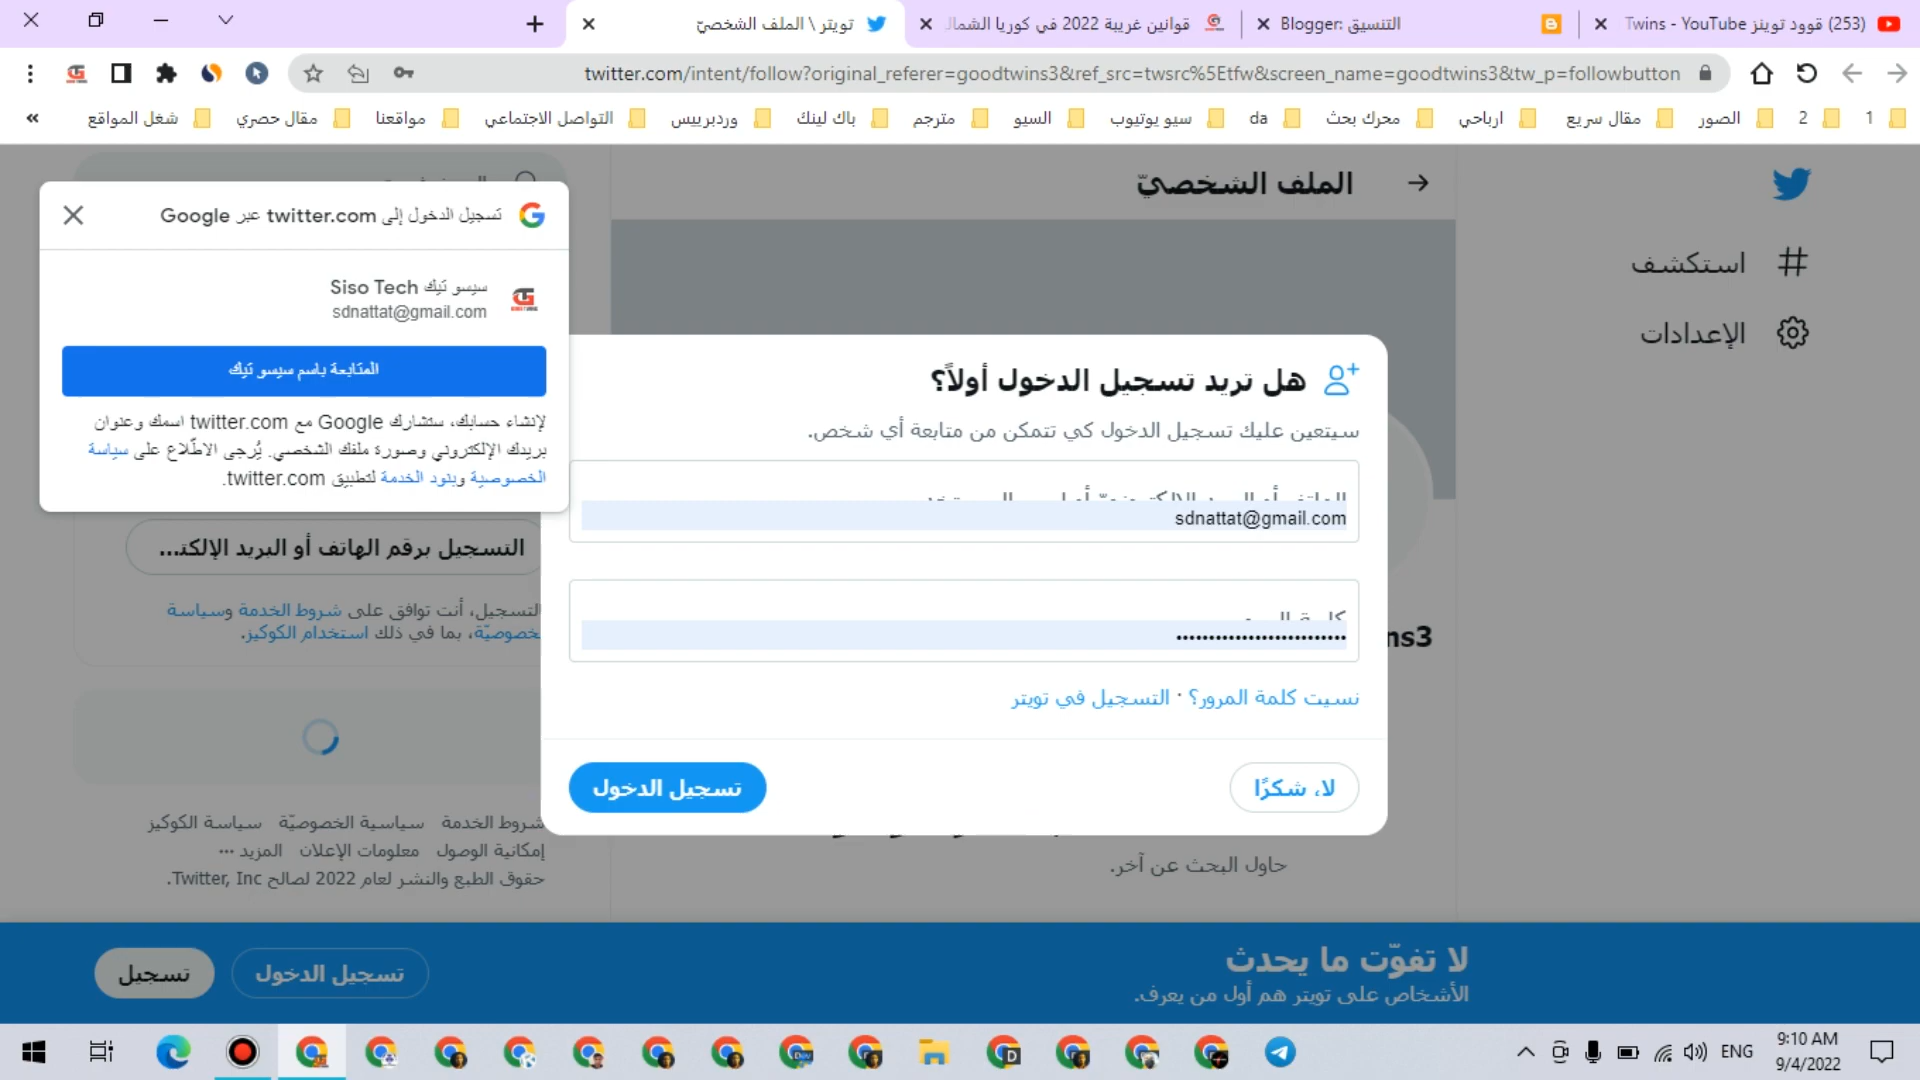 (253) قوود توينز Twins - YouTube
التنسيق :Blogger
قوانين غريبة 2022 في كوريا الشمال
تويتر \ الملف الشخصيّ
twitter.com/intent/follow?original_referer=goodtwins3&ref_src=twsrc%5Etfw&screen_name=goodtwins3&tw_p=followbutton
1
2
الصور
مقال سريع
ارباحي
محرك بحث
da
سيو يوتيوب
السيو
مترجم
باك لينك
وردبرييس
التواصل الاجتماعي
مواقعنا
مقال حصري
شغل المواقع
»
الملف الشخصيّ
استكشف
الإعدادات
تسجيل الدخول إلى twitter.com عبر Google
سيسو تيك Siso Tech
sdnattat@gmail.com
المتابعة باسم سيسو تيك
لإنشاء حسابك، ستشارك Google مع twitter.com اسمك وعنوان
بريدك الإلكتروني وصورة ملفك الشخصي. يُرجى الاطّلاع على سياسة
الخصوصية وبنود الخدمة لتطبيق twitter.com.
هل تريد تسجيل الدخول أولاً؟
سيتعين عليك تسجيل الدخول كي تتمكن من متابعة أي شخص.
sdnattat@gmail.com
نسيت كلمة المرور؟ · التسجيل في تويتر
لا، شكرًا
تسجيل الدخول
ns3
حاول البحث عن آخر.
التسجيل برقم الهاتف أو البريد الإلكتـ...
التسجيل، أنت توافق على شروط الخدمة وسياسة
خصوصيّة، بما في ذلك استخدام الكوكيز.
شروط الخدمة سياسية الخصوصيّة سياسة الكوكيز
إمكانية الوصول معلومات الإعلان المزيد ···
حقوق الطبع والنشر لعام 2022 لصالح Twitter, Inc.
لا تفوّت ما يحدث
الأشخاص على تويتر هم أول من يعرف.
تسجيل الدخول
تسجيل
ENG
9:10 AM
9/4/2022